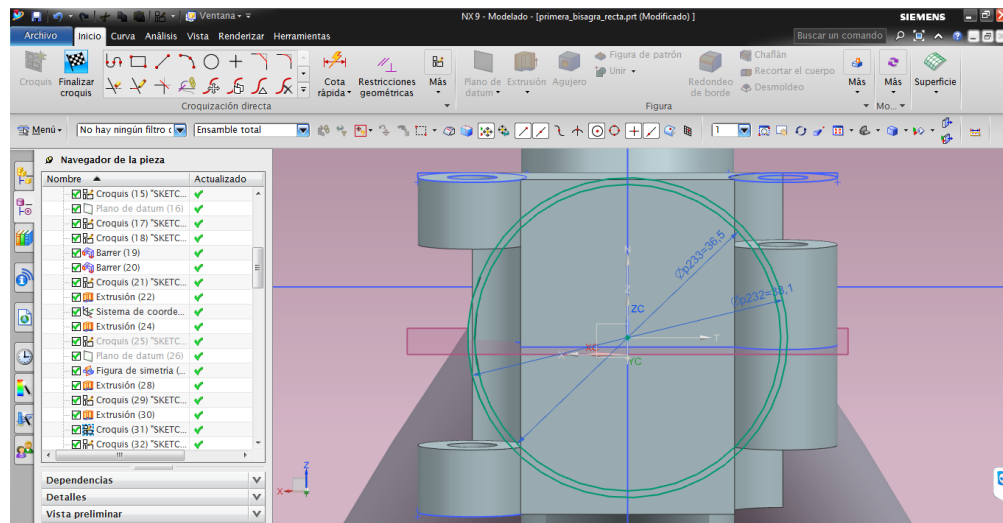 NX 9 - Modelado - [primera_bisagra_recta.prt (Modificado) ]
SIEMENS
Ventana
Archivo Inicio Curva Análisis Vista Renderizar Herramientas
Buscar un comando
Croquis
Finalizar croquis
Cota rápida
Restricciones geométricas
Más
Croquización directa
Plano de datum
Extrusión
Agujero
Figura de patrón
Unir
Redondeo de borde
Chaflán
Recortar el cuerpo
Desmoldeo
Más
Figura
Más
Mo...
Superficie
Menú
No hay ningún filtro
Ensamble total
1
Navegador de la pieza
Nombre Actualizado
Croquis (15) "SKETC...
Plano de datum (16)
Croquis (17) "SKETC...
Croquis (18) "SKETC...
Barrer (19)
Barrer (20)
Croquis (21) "SKETC...
Extrusión (22)
Sistema de coorde...
Extrusión (24)
Croquis (25) "SKETC...
Plano de datum (26)
Figura de simetria (...
Extrusión (28)
Croquis (29) "SKETC...
Extrusión (30)
Croquis (31) "SKETC...
Croquis (32) "SKETC...
Dependencias
Detalles
Vista preliminar
Øp233=36,5
Øp232=38,1
N
Z
ZC
T
X
XC
YC
Z
X